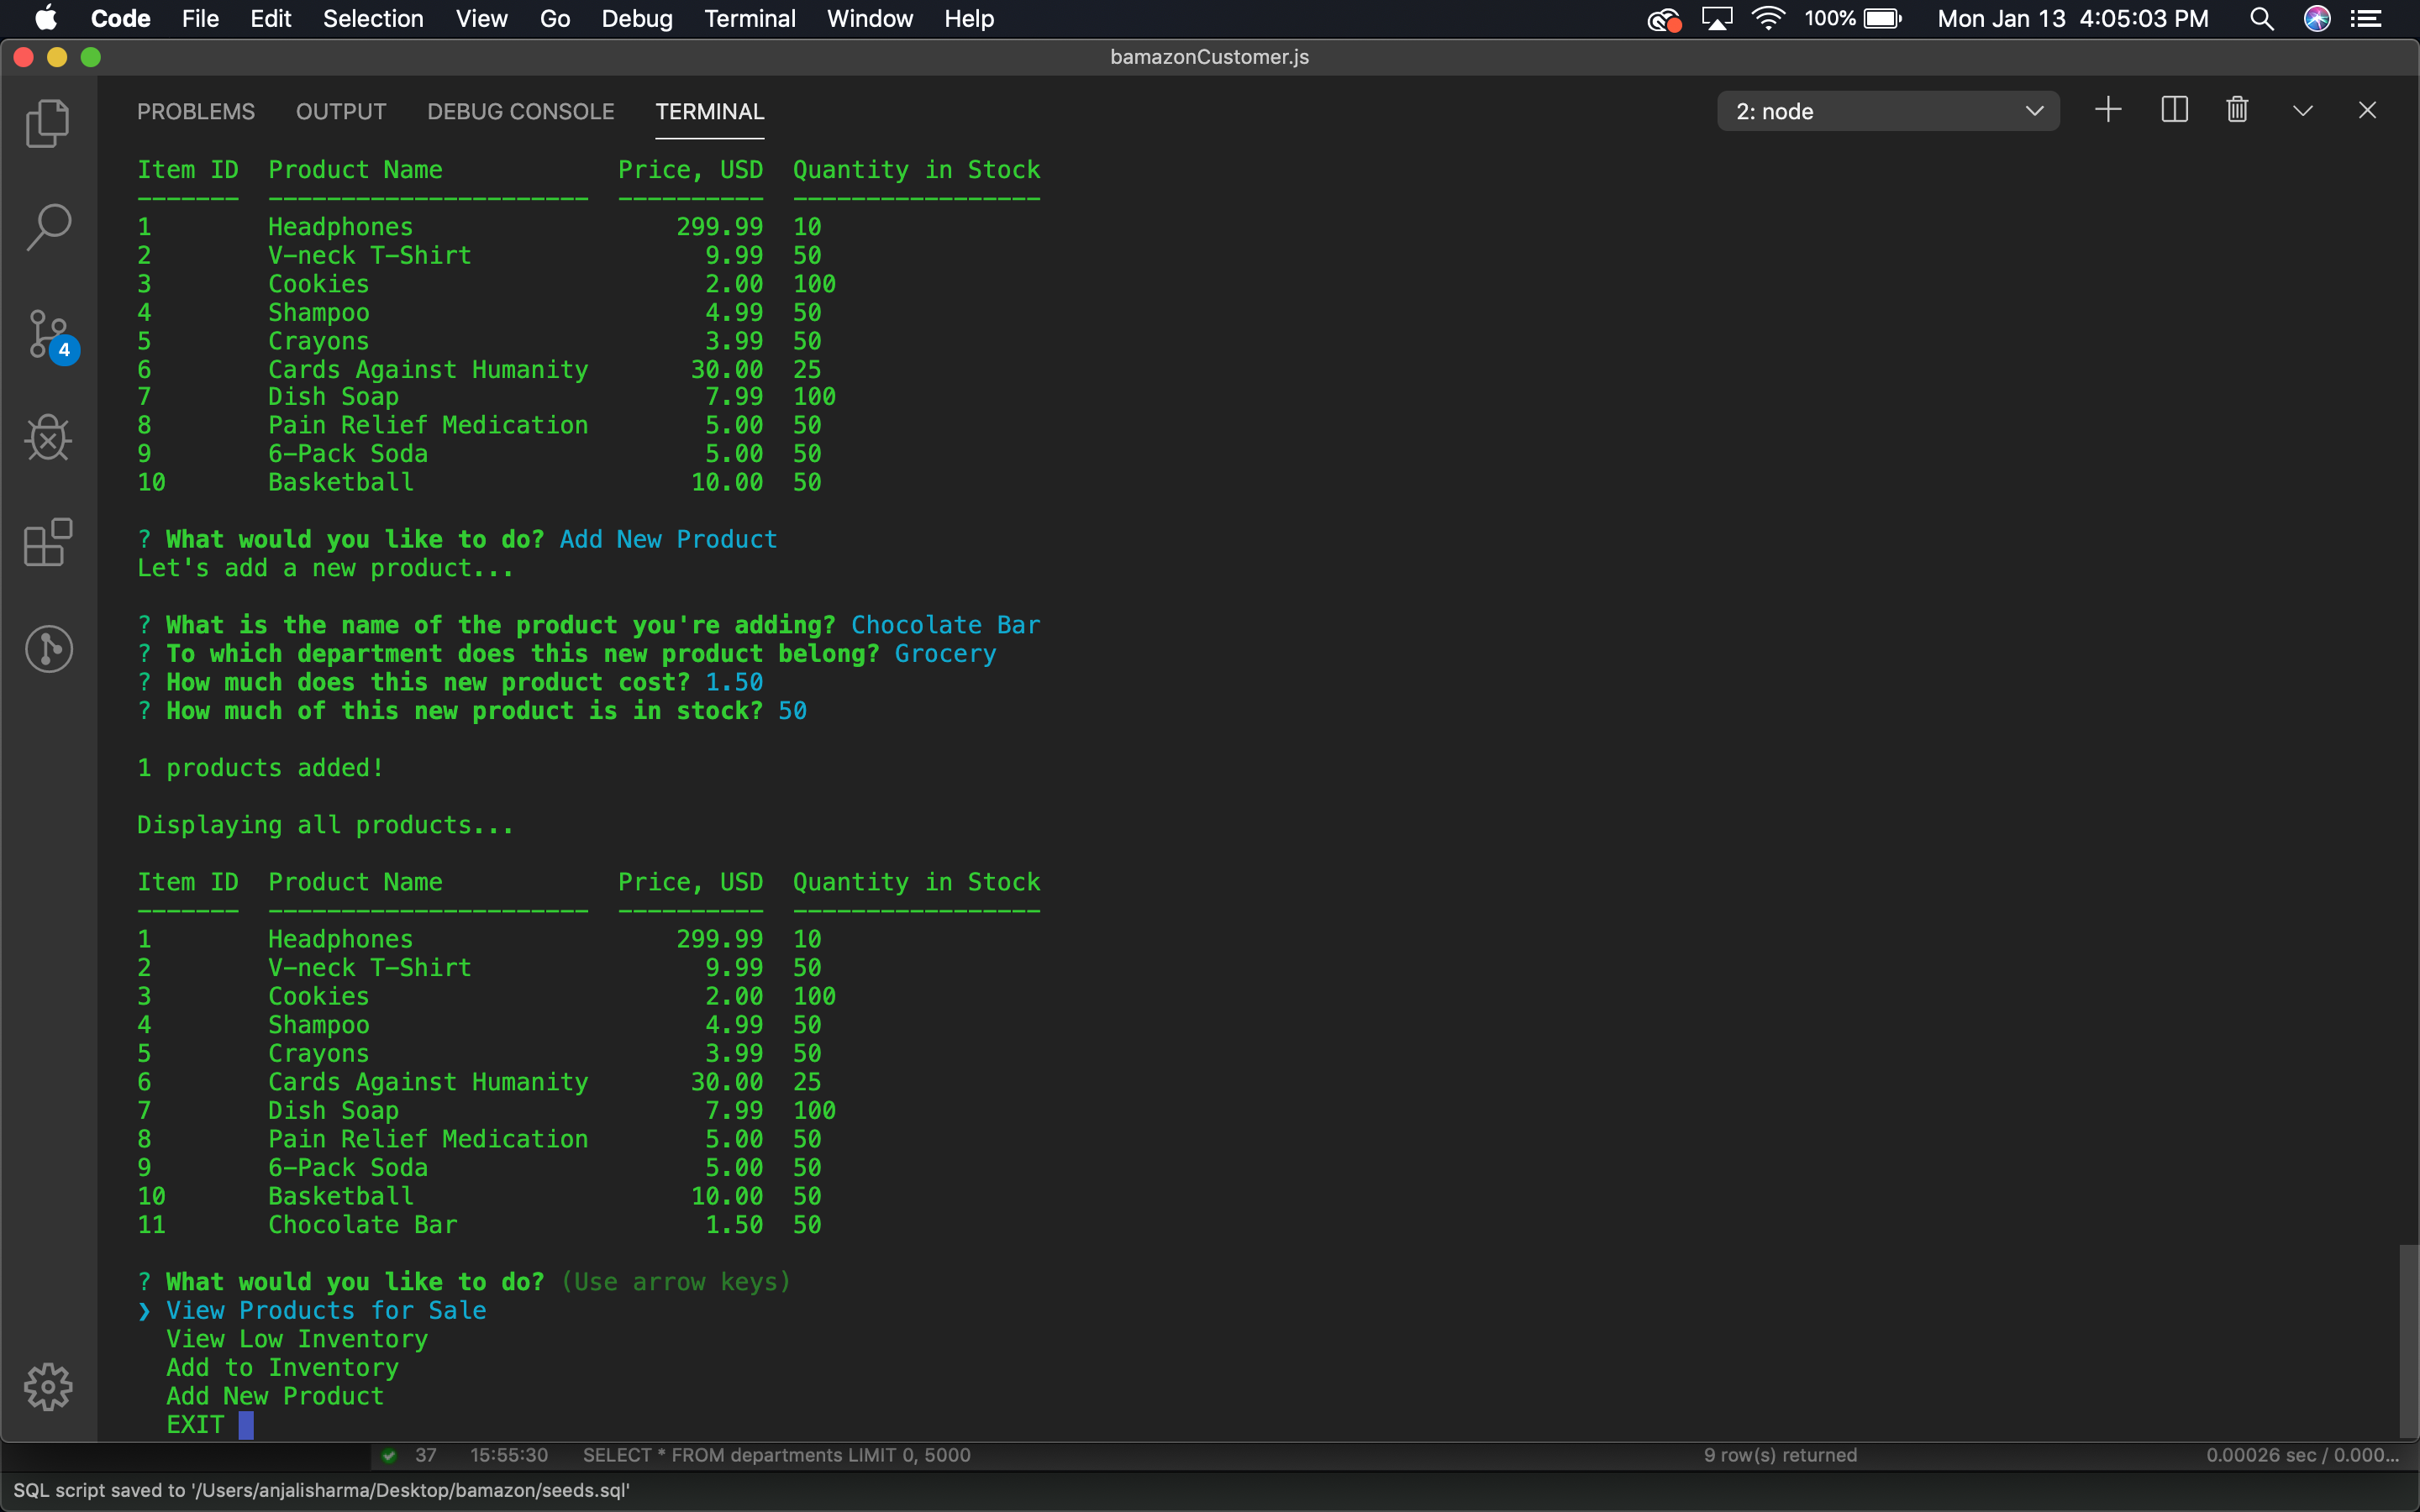 Code File Edit Selection View Go Debug Terminal Window Help 100% Mon Jan 13 4:05:03 PM
bamazonCustomer.js
PROBLEMS OUTPUT DEBUG CONSOLE TERMINAL 2: node
Item ID Product Name Price, USD Quantity in Stock
------- ---------------------- ---------- -----------------
1 Headphones 299.99 10
2 V-neck T-Shirt 9.99 50
3 Cookies 2.00 100
4 Shampoo 4.99 50
5 Crayons 3.99 50
6 Cards Against Humanity 30.00 25
7 Dish Soap 7.99 100
8 Pain Relief Medication 5.00 50
9 6-Pack Soda 5.00 50
10 Basketball 10.00 50
? What would you like to do? Add New Product
Let's add a new product...
? What is the name of the product you're adding? Chocolate Bar
? To which department does this new product belong? Grocery
? How much does this new product cost? 1.50
? How much of this new product is in stock? 50
1 products added!
Displaying all products...
Item ID Product Name Price, USD Quantity in Stock
------- ---------------------- ---------- -----------------
1 Headphones 299.99 10
2 V-neck T-Shirt 9.99 50
3 Cookies 2.00 100
4 Shampoo 4.99 50
5 Crayons 3.99 50
6 Cards Against Humanity 30.00 25
7 Dish Soap 7.99 100
8 Pain Relief Medication 5.00 50
9 6-Pack Soda 5.00 50
10 Basketball 10.00 50
11 Chocolate Bar 1.50 50
? What would you like to do? (Use arrow keys)
❯ View Products for Sale
View Low Inventory
Add to Inventory
Add New Product
EXIT
4
37 15:55:30 SELECT * FROM departments LIMIT 0, 5000 9 row(s) returned 0.00026 sec / 0.000...
SQL script saved to '/Users/anjalisharma/Desktop/bamazon/seeds.sql'